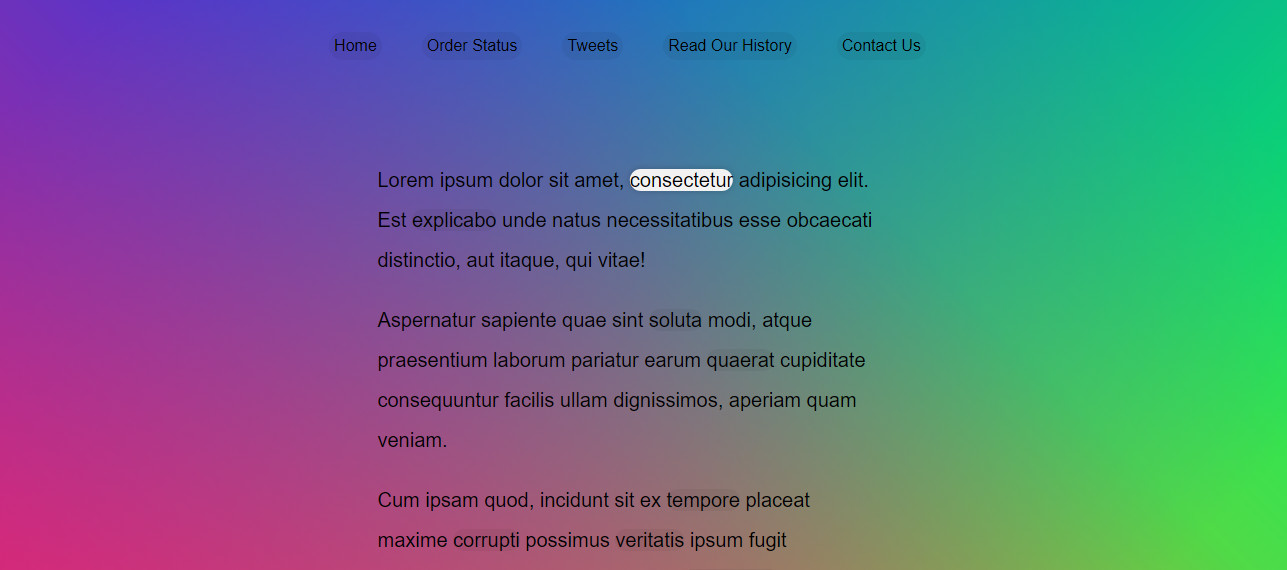 Home Order Status Tweets Read Our History Contact Us
Lorem ipsum dolor sit amet, consectetur adipisicing elit.
Est explicabo unde natus necessitatibus esse obcaecati
distinctio, aut itaque, qui vitae!
Aspernatur sapiente quae sint soluta modi, atque
praesentium laborum pariatur earum quaerat cupiditate
consequuntur facilis ullam dignissimos, aperiam quam
veniam.
Cum ipsam quod, incidunt sit ex tempore placeat
maxime corrupti possimus veritatis ipsum fugit